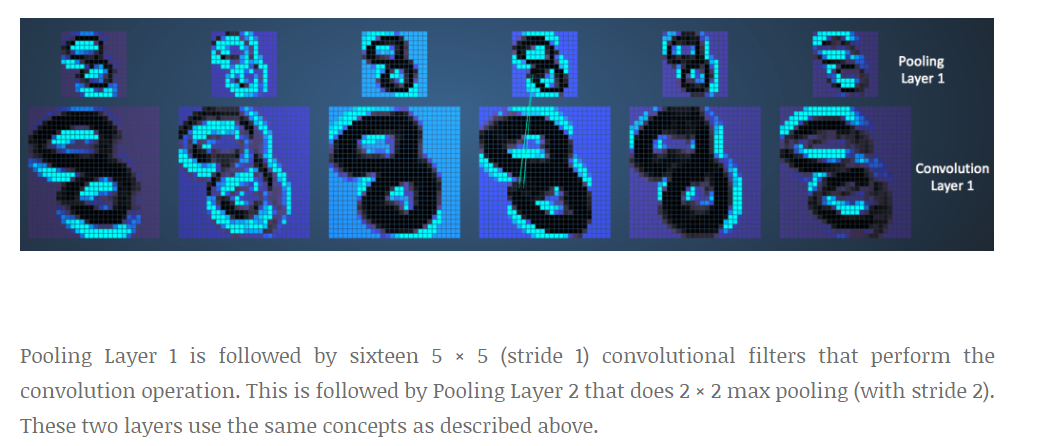 Pooling
Layer 1
Convolution
Layer 1
Pooling Layer 1 is followed by sixteen 5 × 5 (stride 1) convolutional filters that perform the
convolution operation. This is followed by Pooling Layer 2 that does 2 × 2 max pooling (with stride 2).
These two layers use the same concepts as described above.